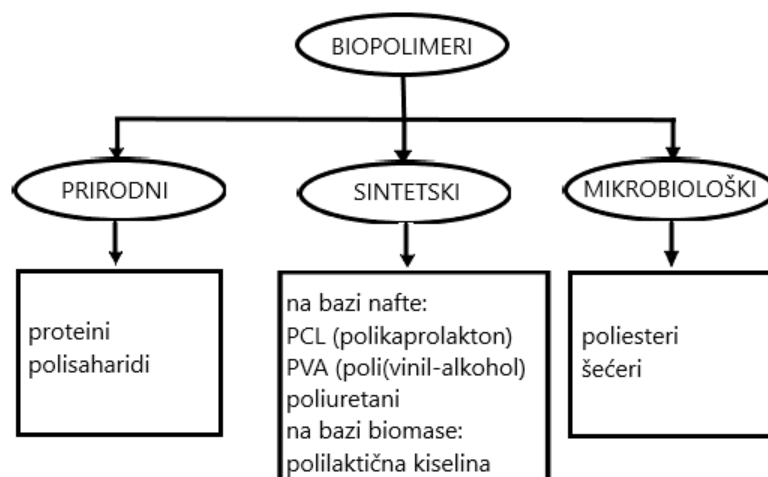 BIOPOLIMERI
PRIRODNI
SINTETSKI
MIKROBIOLOŠKI
proteini
polisaharidi
na bazi nafte:
PCL (polikaprolakton)
PVA (poli(vinil-alkohol)
poliuretani
na bazi biomase:
polilaktična kiselina
poliesteri
šećeri